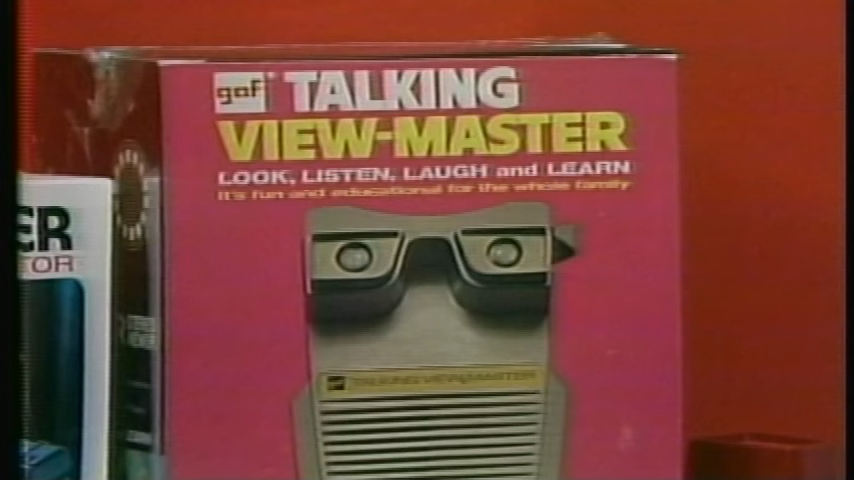 gaf TALKING
VIEW-MASTER
LOOK, LISTEN, LAUGH and LEARN
It's fun and educational for the whole family
ER
TOR
gaf TALKING VIEW-MASTER